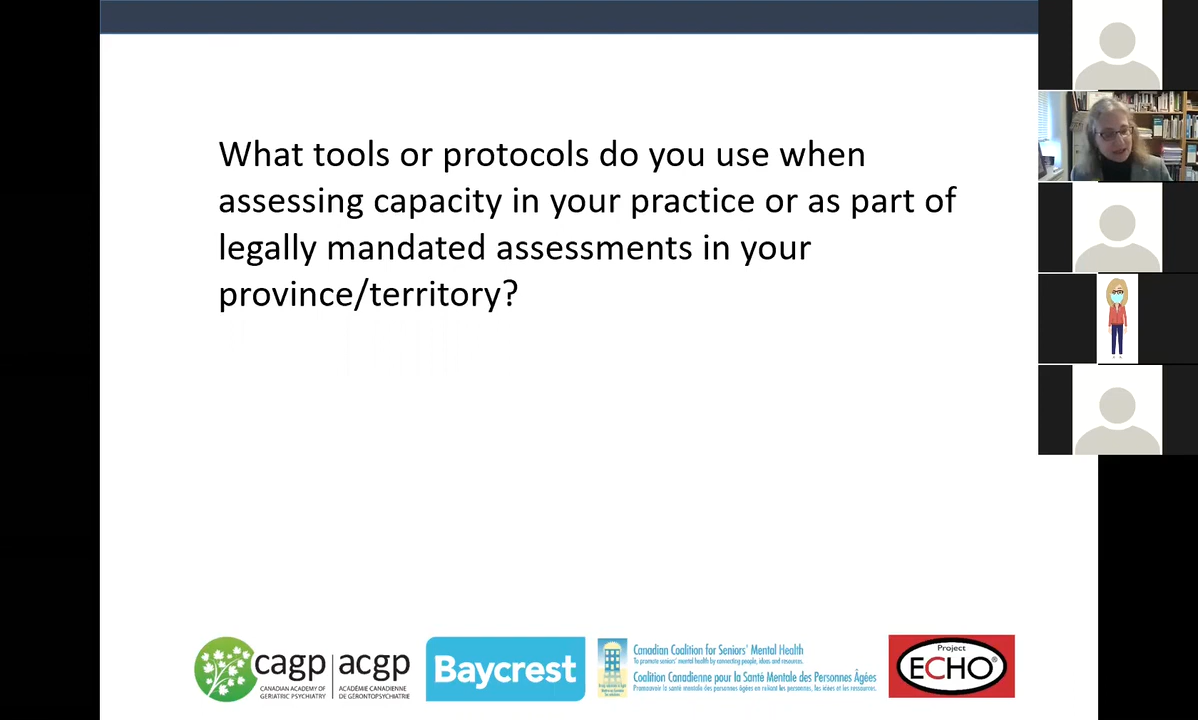 What tools or protocols do you use when
assessing capacity in your practice or as part of
legally mandated assessments in your
province/territory?
cagp | acgp
CANADIAN ACADEMY OF
GERIATRIC PSYCHIATRY
ACADÉMIE CANADIENNE
DE GÉRONTOPSYCHIATRIE
Baycrest
Canadian Coalition for Seniors' Mental Health
To promote seniors' mental health by connecting people, ideas and resources.
Coalition Canadienne pour la Santé Mentale des Personnes Âgées
Promouvoir la santé mentale des personnes âgées en reliant les personnes, les idées et les ressources.
Project
ECHO®